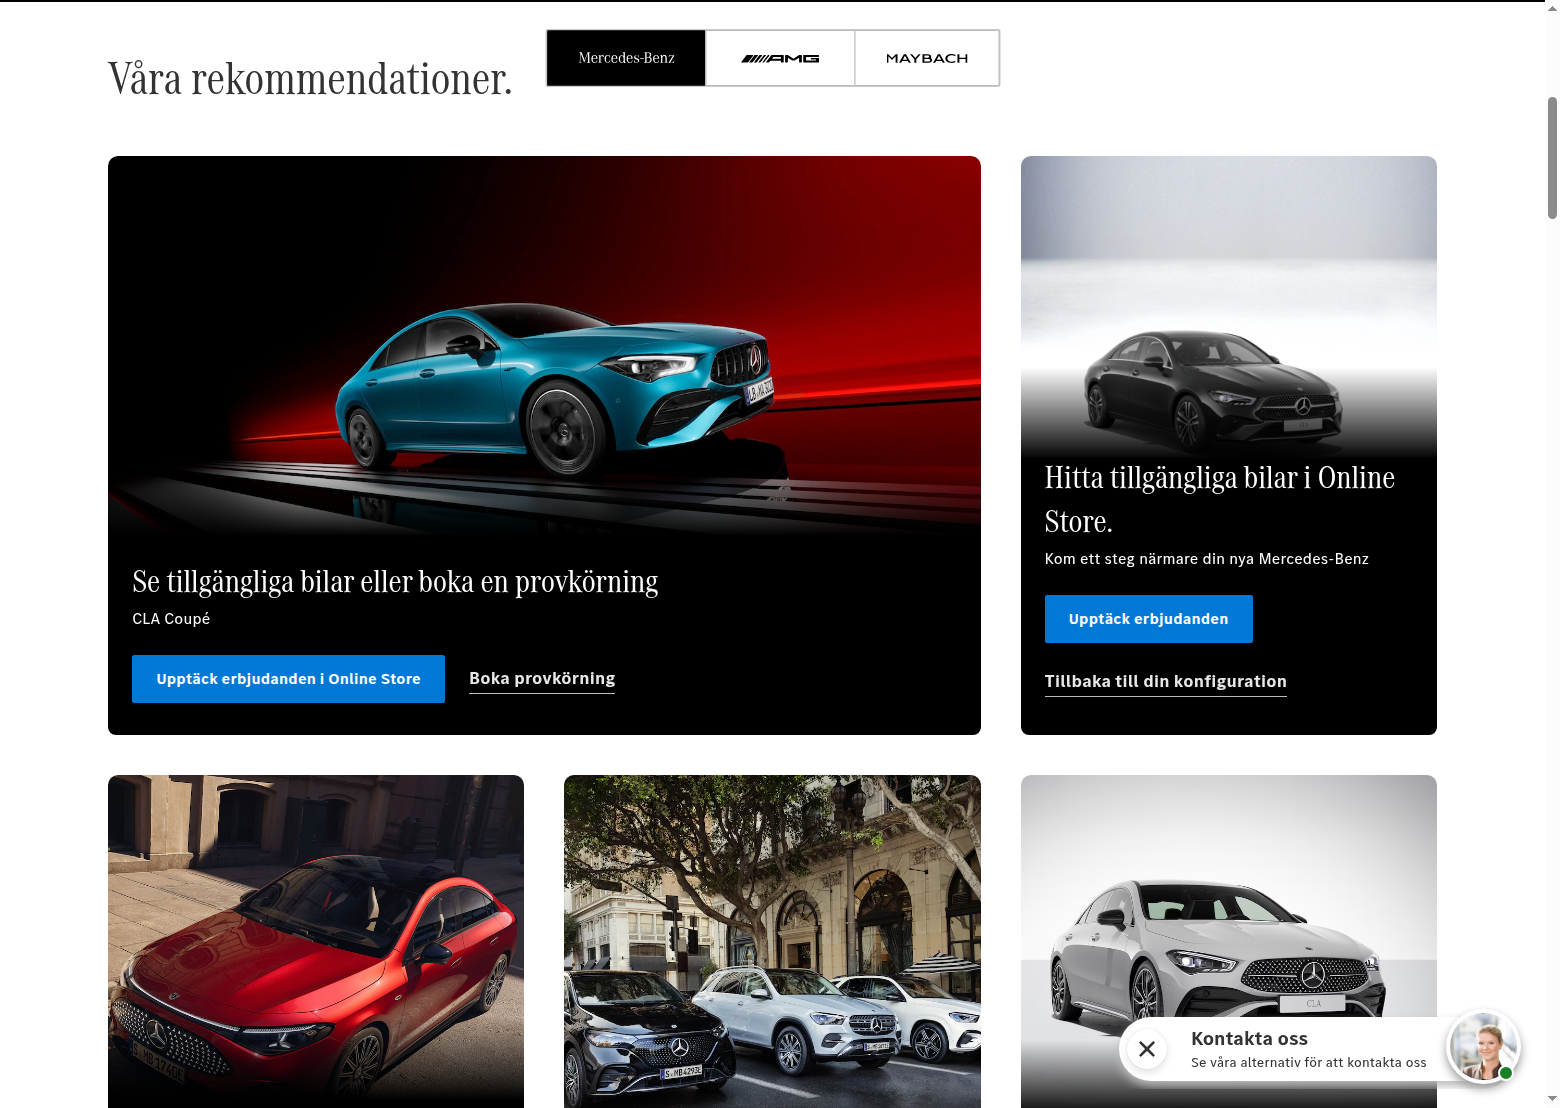 Våra rekommendationer.
Mercedes-Benz
AMG
MAYBACH
Se tillgängliga bilar eller boka en provkörning
CLA Coupé
Upptäck erbjudanden i Online Store
Boka provkörning
Hitta tillgängliga bilar i Online
Store.
Kom ett steg närmare din nya Mercedes-Benz
Upptäck erbjudanden
Tillbaka till din konfiguration
CLA
Kontakta oss
Se våra alternativ för att kontakta oss